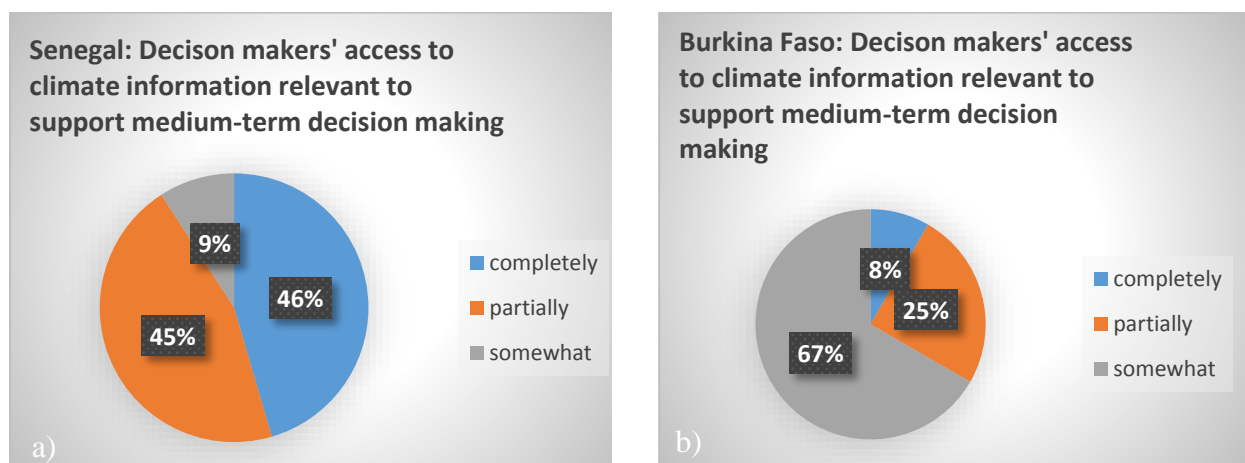 Senegal: Decison makers' access to
climate information relevant to
support medium-term decision making
9%
46%
45%
completely
partially
somewhat
a)
Burkina Faso: Decison makers' access
to climate information relevant to
support medium-term decision
making
8%
25%
67%
completely
partially
somewhat
b)